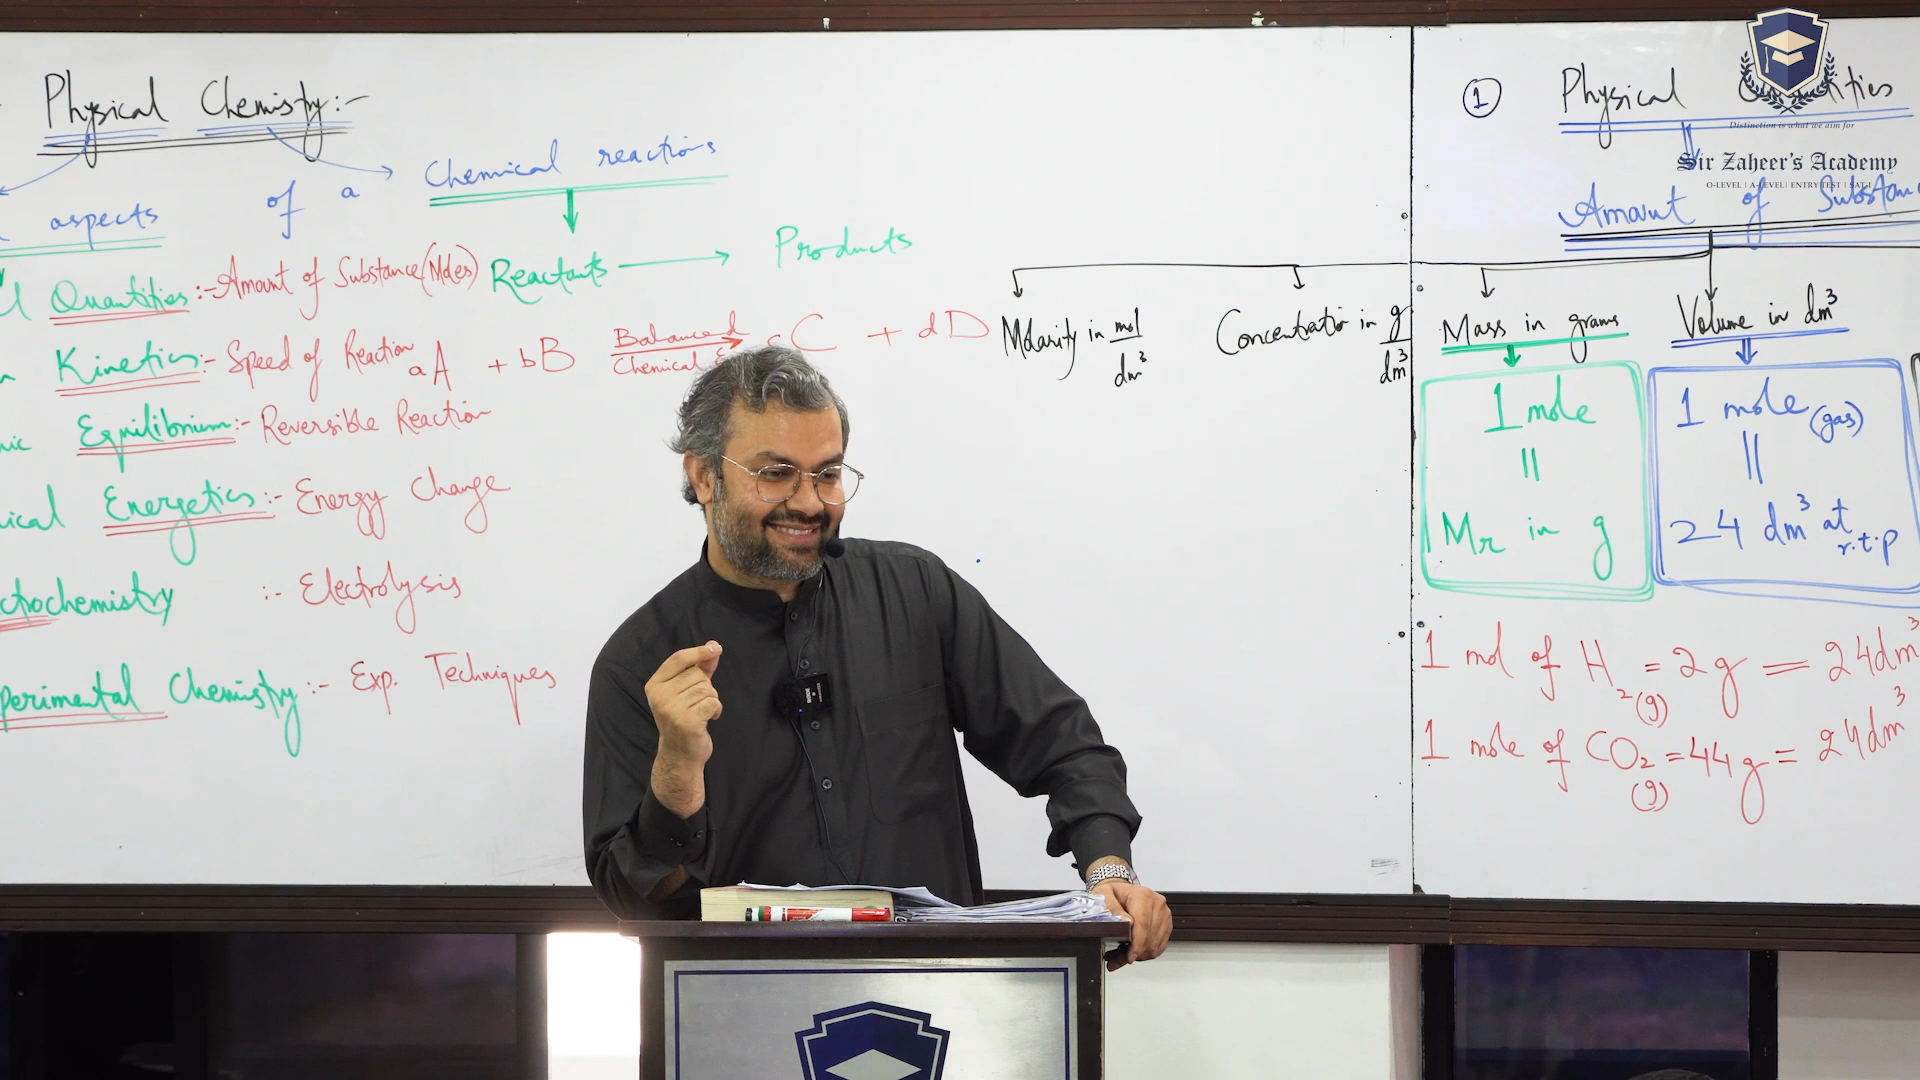 Physical Chemistry:-
Chemical reactions
aspects of a
Reactants → Products
Quantities :- Amount of Substance (Moles)
Kinetics :- Speed of Reaction
aA + bB Balanced Chemical cC + dD
Equilibrium :- Reversible Reaction
Energetics :- Energy Change
:- Electrolysis
Chemistry :- Exp. Techniques
Molarity in mol/dm³
Concentration in g/dm³
① Physical
Distinction is what we aim for
Sir Zaheer's Academy
O-LEVEL | A-LEVEL | ENTRY TEST | SAT-I
Amount of
Mass in grams
1 mole
=
Mr in g
Volume in dm³
1 mole (gas)
=
24 dm³ at r.t.p
1 mol of H₂(g) = 2g = 24dm³
1 mole of CO₂(g) = 44g = 24dm³